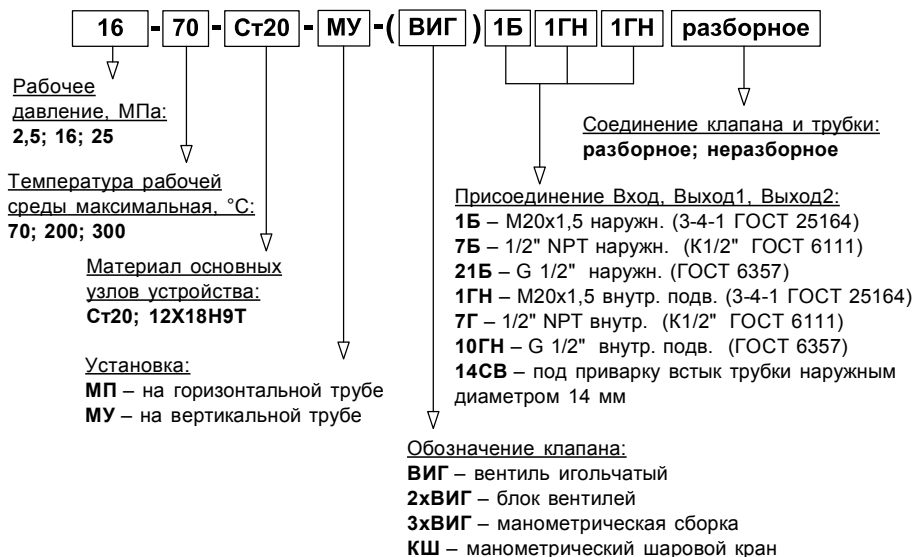 16-70-Ст20-МУ-(ВИГ)1Б 1ГН 1ГН разборное
Рабочее
давление, МПа:
2,5; 16; 25
Температура рабочей
среды максимальная, °С:
70; 200; 300
Материал основных
узлов устройства:
Ст20; 12Х18Н9Т
Установка:
МП – на горизонтальной трубе
МУ – на вертикальной трубе
Соединение клапана и трубки:
разборное; неразборное
Присоединение Вход, Выход1, Выход2:
1Б – М20х1,5 наружн. (3-4-1 ГОСТ 25164)
7Б – 1/2" NPT наружн. (К1/2" ГОСТ 6111)
21Б – G 1/2" наружн. (ГОСТ 6357)
1ГН – М20х1,5 внутр. подв. (3-4-1 ГОСТ 25164)
7Г – 1/2" NPT внутр. (К1/2" ГОСТ 6111)
10ГН – G 1/2" внутр. подв. (ГОСТ 6357)
14СВ – под приварку встык трубки наружным
диаметром 14 мм
Обозначение клапана:
ВИГ – вентиль игольчатый
2хВИГ – блок вентилей
3хВИГ – манометрическая сборка
КШ – манометрический шаровой кран